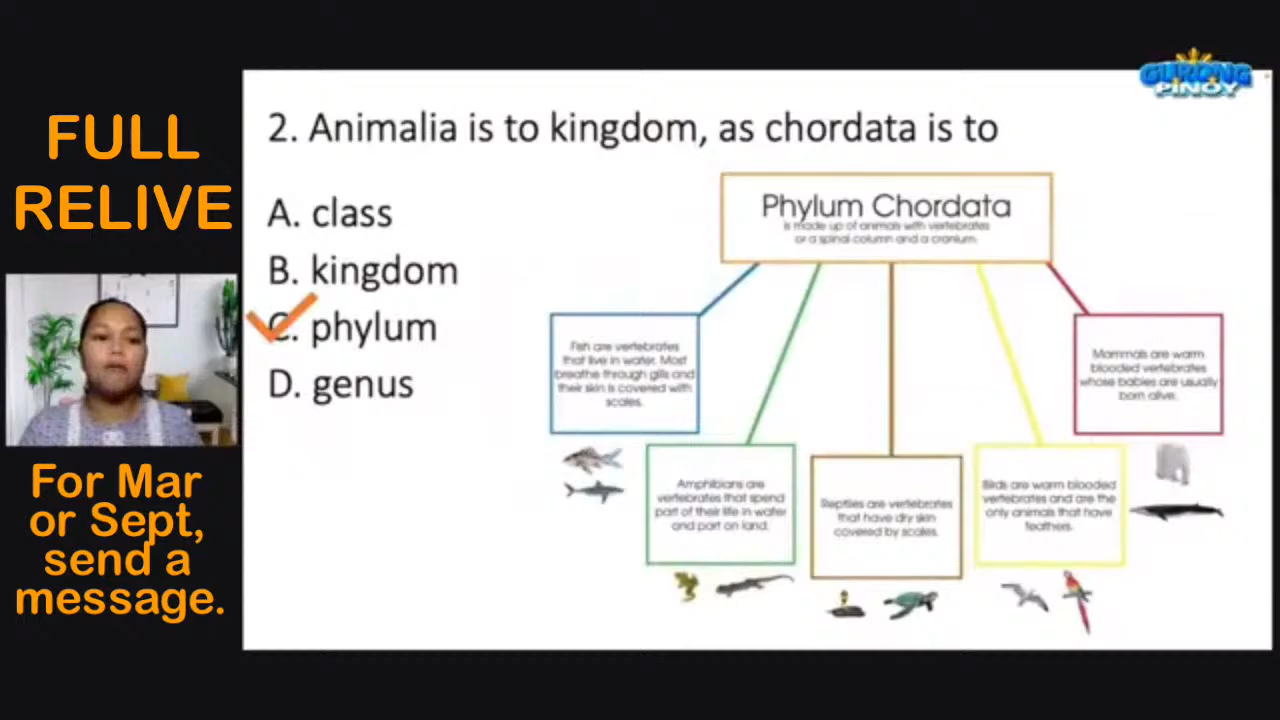 GURONG
PINOY
FULL
RELIVE
For Mar
or Sept,
send a
message.
2. Animalia is to kingdom, as chordata is to
A. class
B. kingdom
C. phylum
D. genus
Phylum Chordata
is made up of animals with vertebrates
or a spinal column and a cranium.
Fish are vertebrates
that live in water. Most
breathe through gills and
their skin is covered with
scales.
Amphibians are
vertebrates that spend
part of their life in water
and part on land.
Reptiles are vertebrates
that have dry skin
covered by scales.
Birds are warm blooded
vertebrates and are the
only animals that have
feathers.
Mammals are warm
blooded vertebrates
whose babies are usually
born alive.